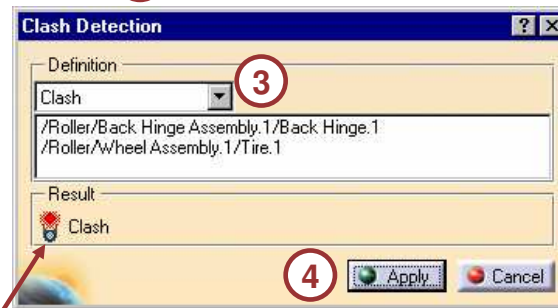 Clash Detection
? X
Definition
3
Clash
/Roller/Back Hinge Assembly.1/Back Hinge.1
/Roller/Wheel Assembly.1/Tire.1
Result
Clash
4
Apply
Cancel